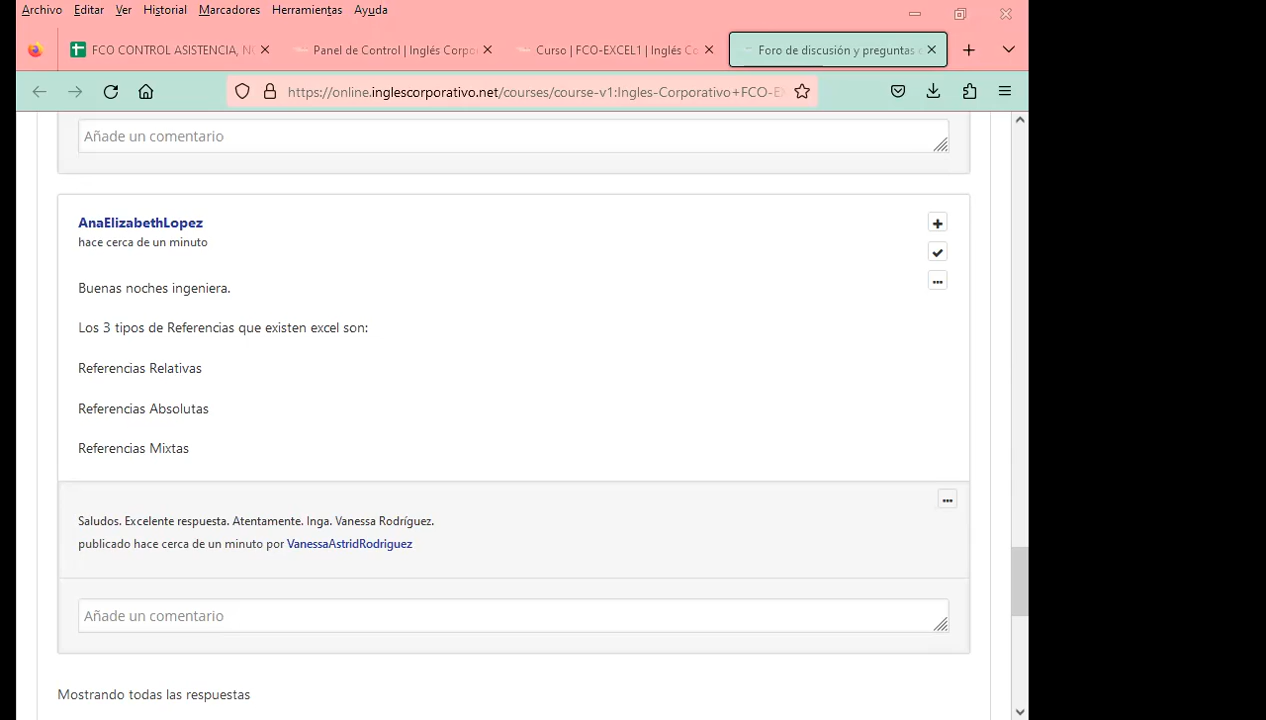 Archivo Editar Ver Historial Marcadores Herramientas Ayuda
FCO CONTROL ASISTENCIA, N Panel de Control | Inglés Corpo Curso | FCO-EXCEL1 | Inglés Co Foro de discusión y preguntas
https://online.inglescorporativo.net/courses/course-v1:Ingles-Corporativo+FCO-E
Añade un comentario
AnaElizabethLopez
hace cerca de un minuto
Buenas noches ingeniera.
Los 3 tipos de Referencias que existen excel son:
Referencias Relativas
Referencias Absolutas
Referencias Mixtas
Saludos. Excelente respuesta. Atentamente. Inga. Vanessa Rodríguez.
publicado hace cerca de un minuto por VanessaAstridRodriguez
Añade un comentario
Mostrando todas las respuestas